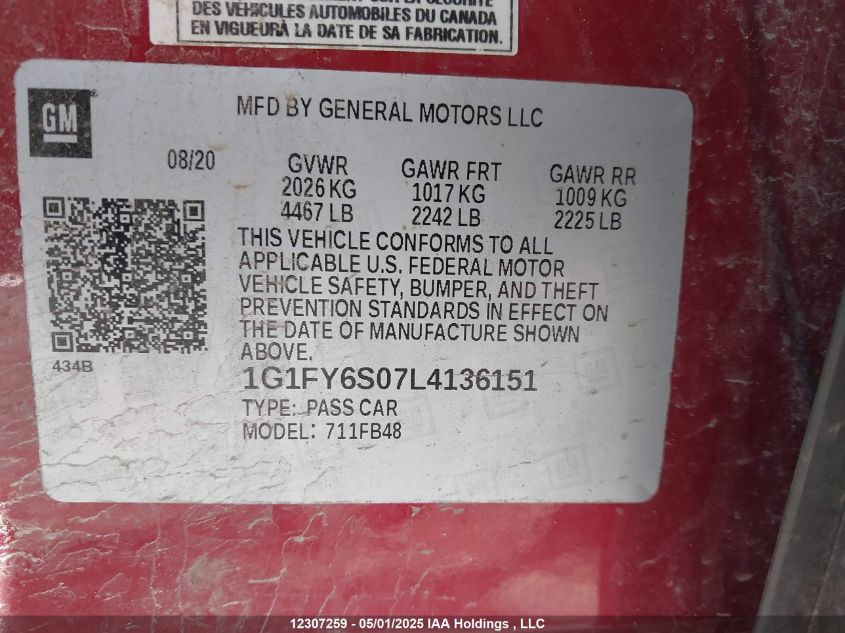 DES VÉHICULES AUTOMOBILES DU CANADA
EN VIGUEURÀ LA DATE DE SA FABRICATION.
GM
MFD BY GENERAL MOTORS LLC
08/20 GVWR GAWR FRT GAWR RR
2026 KG 1017 KG 1009 KG
4467 LB 2242 LB 2225 LB
THIS VEHICLE CONFORMS TO ALL
APPLICABLE U.S. FEDERAL MOTOR
VEHICLE SAFETY, BUMPER, AND THEFT
PREVENTION STANDARDS IN EFFECT ON
THE DATE OF MANUFACTURE SHOWN
ABOVE.
434B
1G1FY6S07L4136151
TYPE: PASS CAR
MODEL: 711FB48
12307259 - 05/01/2025 IAA Holdings , LLC